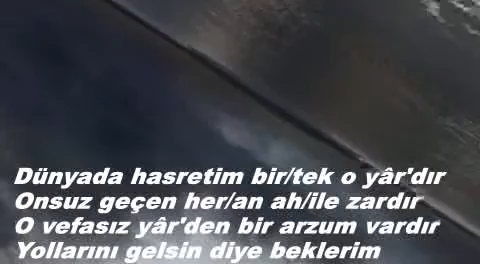 Dünyada hasretim bir/tek o yâr'dır
Onsuz geçen her/an ah/ile zardır
O vefasız yâr'den bir arzum vardır
Yollarını gelsin diye beklerim